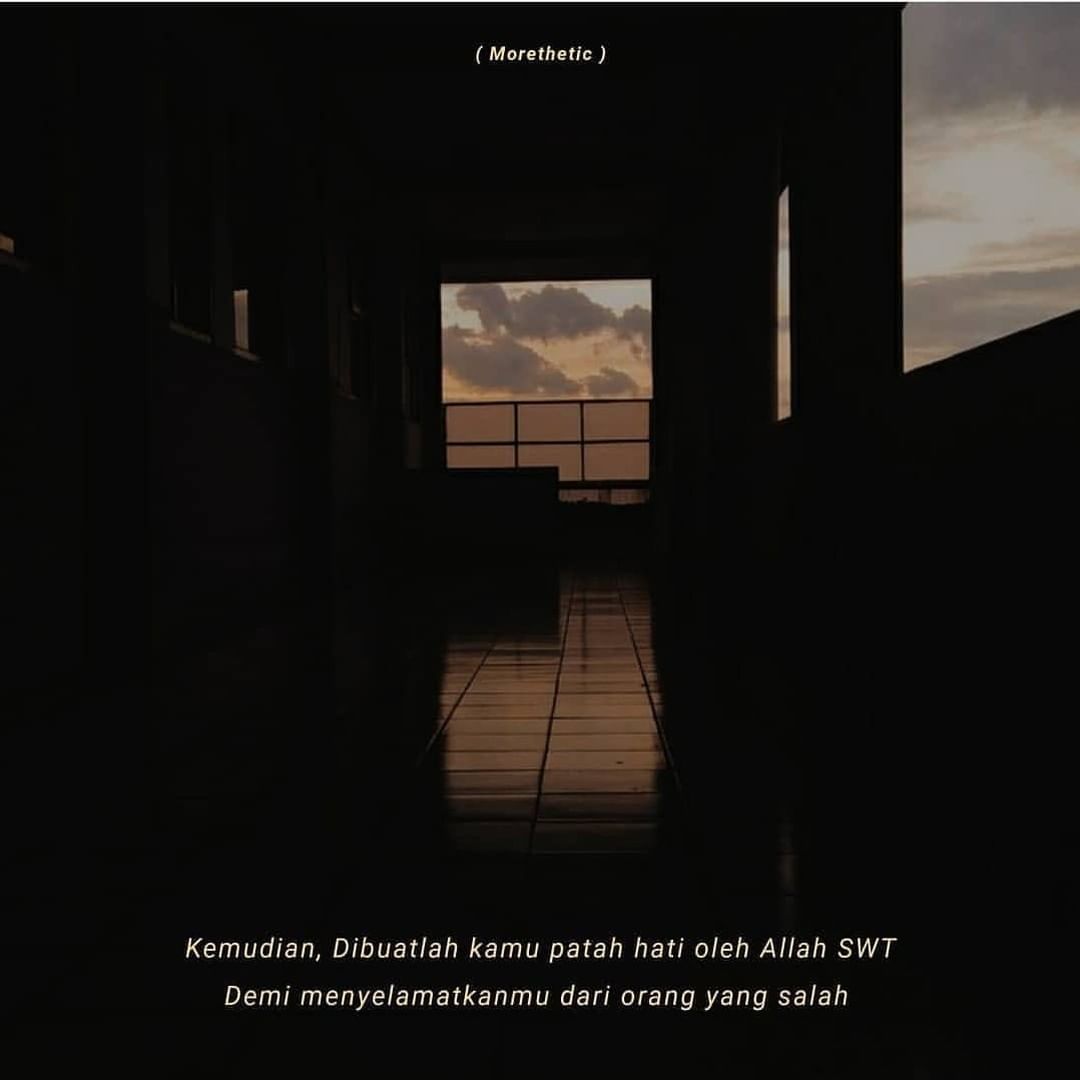 ( Morethetic )
Kemudian, Dibuatlah kamu patah hati oleh Allah SWT
Demi menyelamatkanmu dari orang yang salah